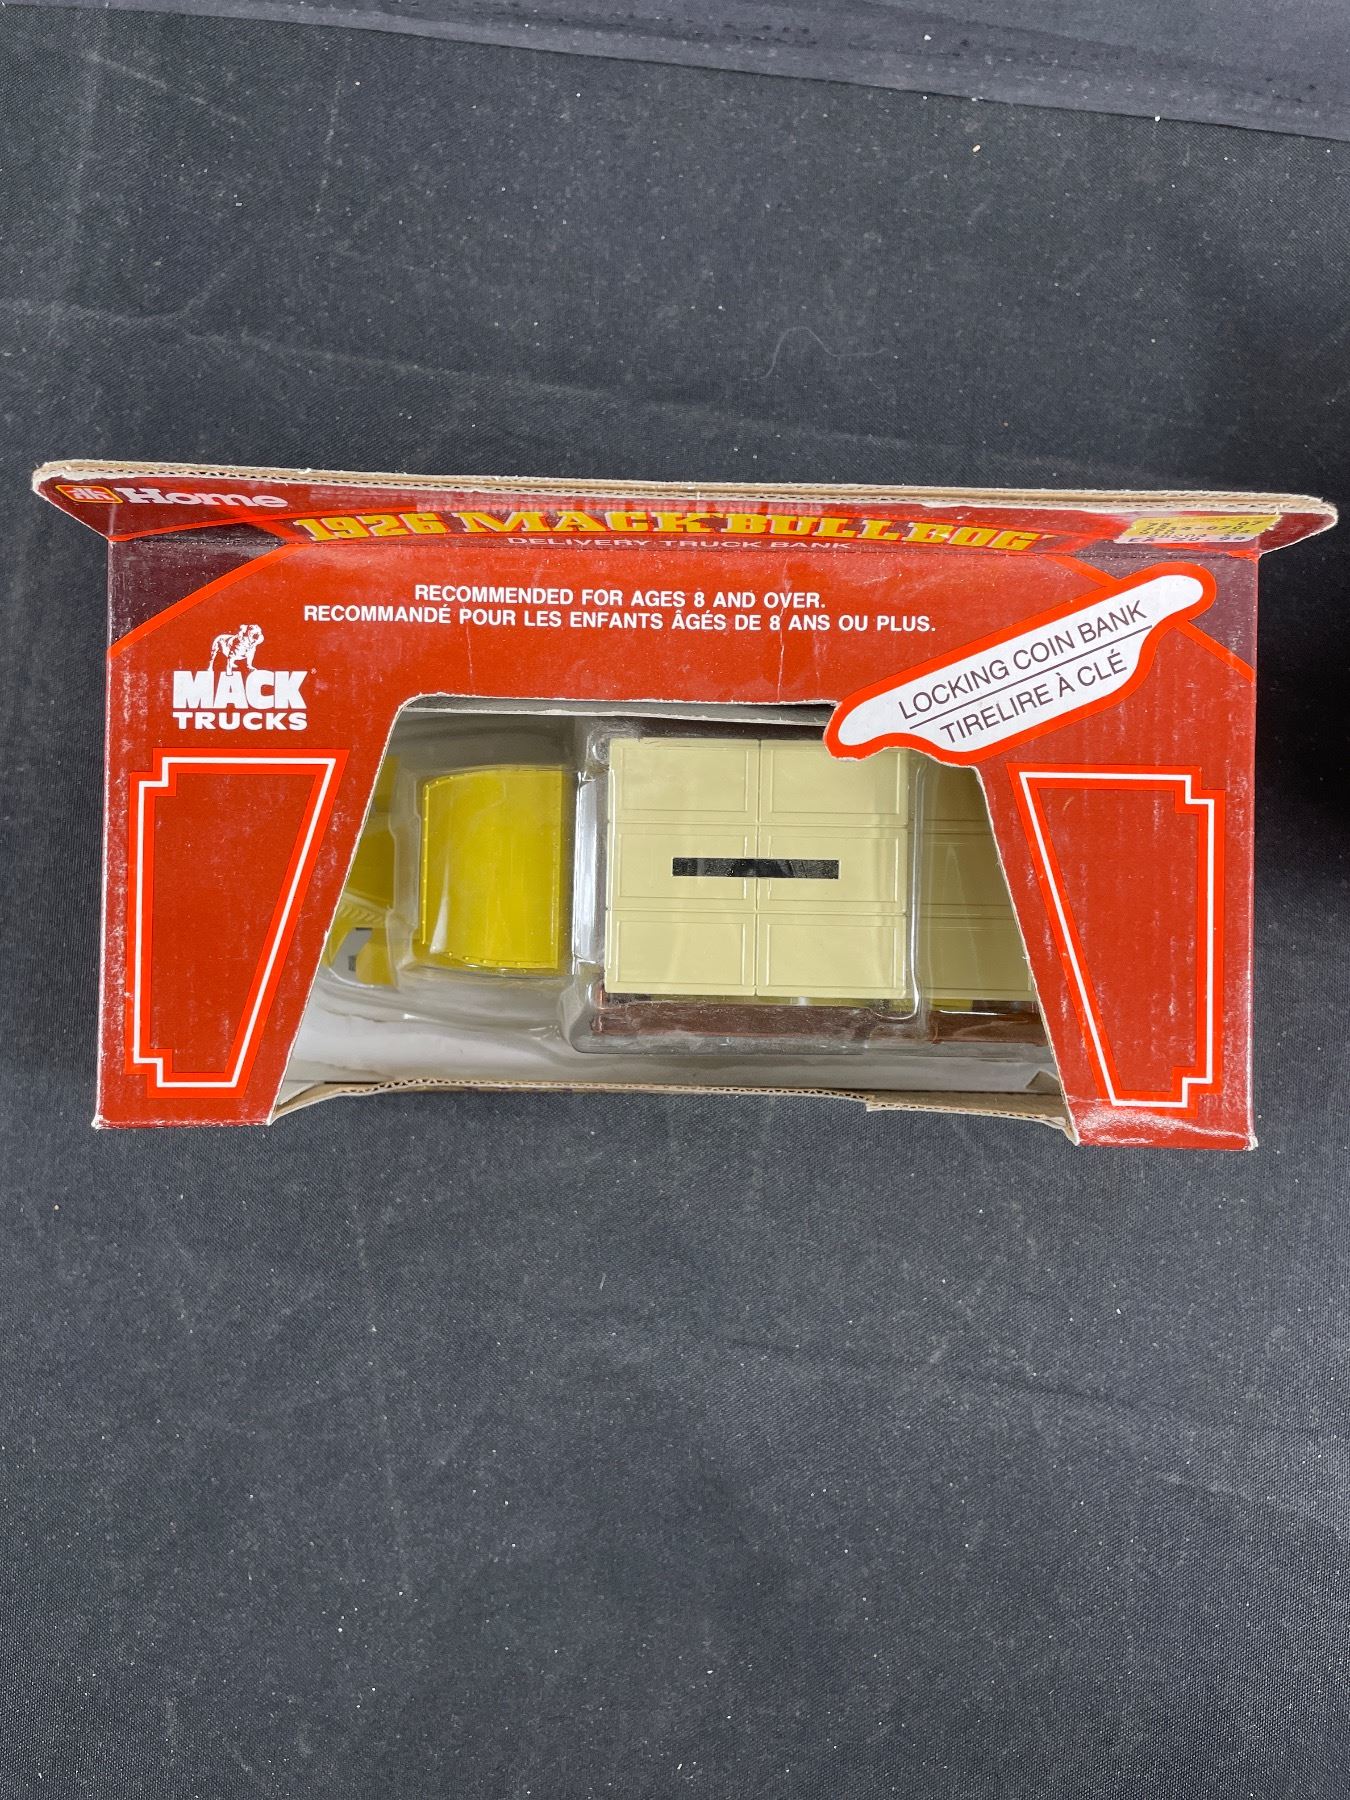 Home
1926 MACK BULLDOG
DELIVERY TRUCK BANK
RECOMMENDED FOR AGES 8 AND OVER.
RECOMMANDÉ POUR LES ENFANTS ÂGÉS DE 8 ANS OU PLUS.
MACK
TRUCKS
LOCKING COIN BANK
TIRELIRE À CLÉ